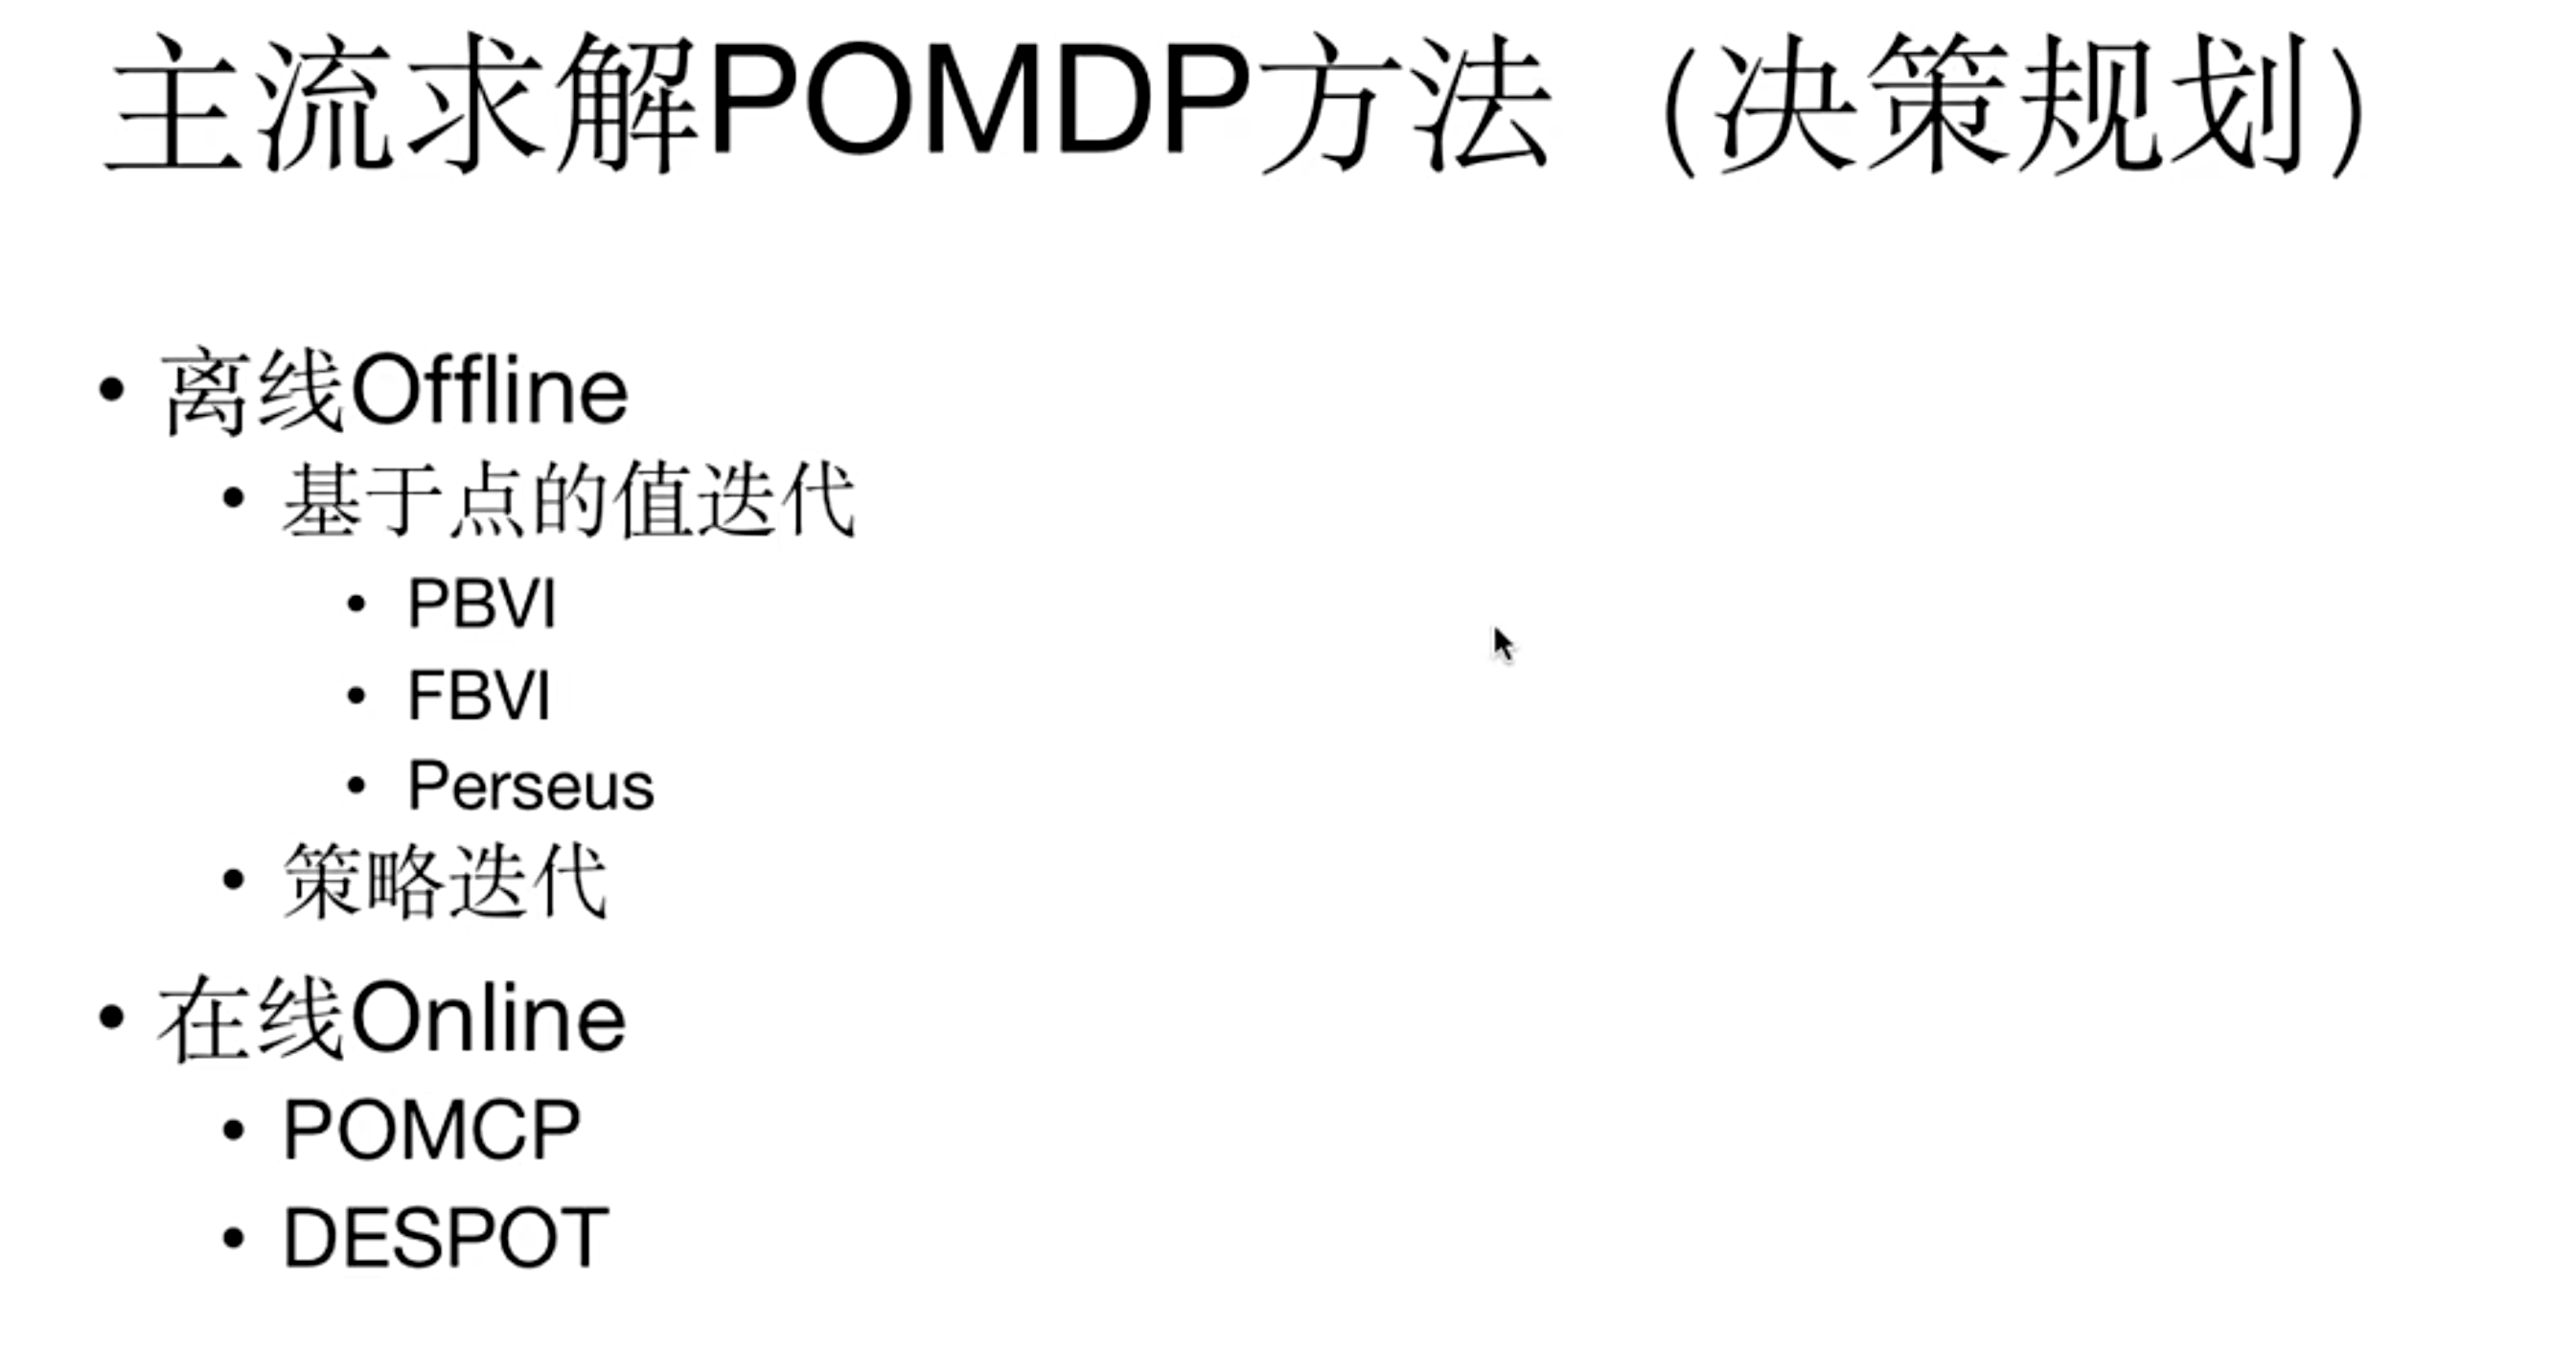 主流求解POMDP方法（决策规划）
• 离线Offline
• 基于点的值迭代
• PBVI
• FBVI
• Perseus
• 策略迭代
• 在线Online
• POMCP
• DESPOT